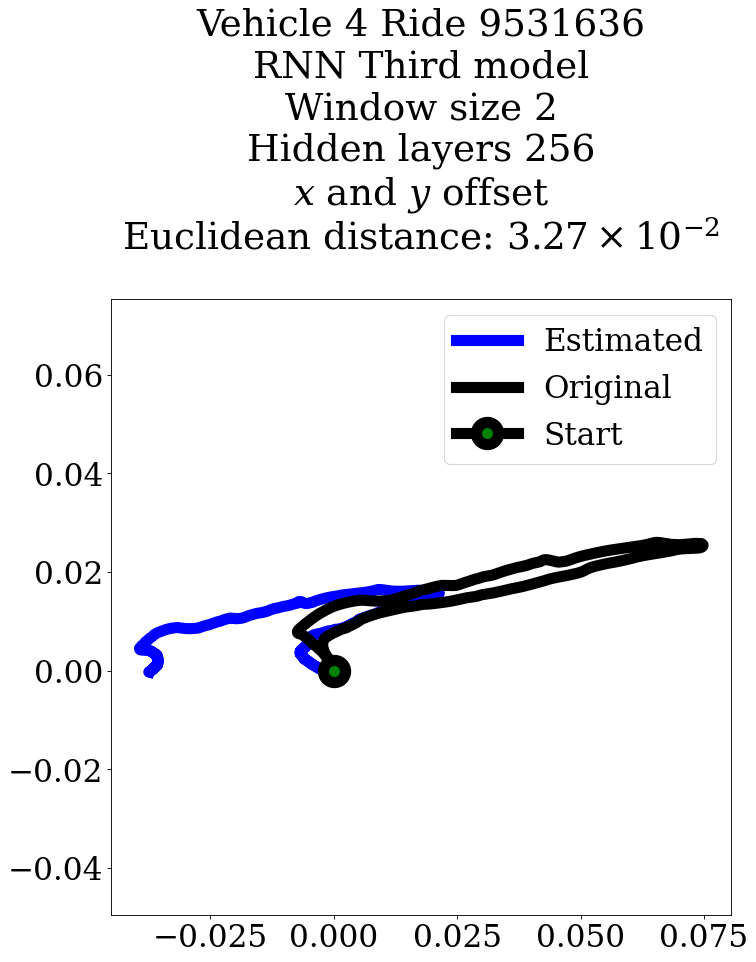 Vehicle 4 Ride 9531636
RNN Third model
Window size 2
Hidden layers 256
x and y offset
Euclidean distance: 3.27 × 10⁻²
Estimated
Original
Start
0.06
0.04
0.02
0.00
−0.02
−0.04
−0.025 0.000 0.025 0.050 0.075